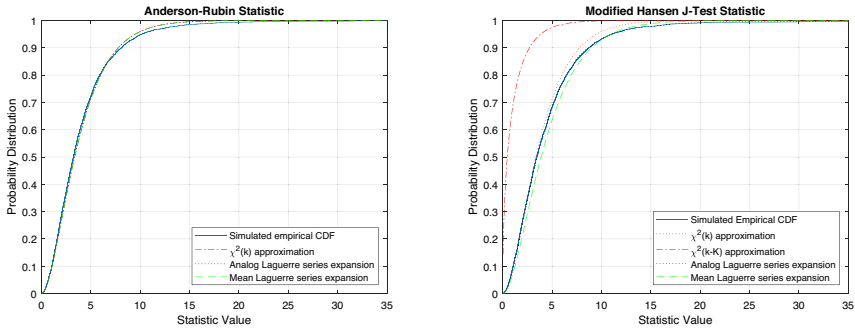 Anderson-Rubin Statistic
Probability Distribution
1
0.9
0.8
0.7
0.6
0.5
0.4
0.3
0.2
0.1
0
Simulated empirical CDF
χ²(k) approximation
Analog Laguerre series expansion
Mean Laguerre series expansion
0 5 10 15 20 25 30 35
Statistic Value
Modified Hansen J-Test Statistic
Probability Distribution
1
0.9
0.8
0.7
0.6
0.5
0.4
0.3
0.2
0.1
0
Simulated Empirical CDF
χ²(k) approximation
χ²(k-K) approximation
Analog Laguerre series expansion
Mean Laguerre series expansion
0 5 10 15 20 25 30 35
Statistic Value